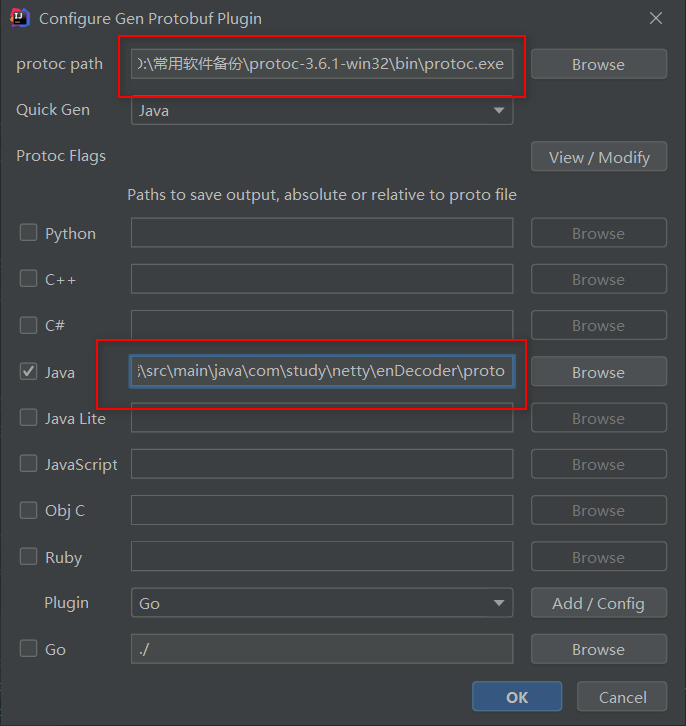 Configure Gen Protobuf Plugin
protoc path
:\常用软件备份\protoc-3.6.1-win32\bin\protoc.exe
Browse
Quick Gen
Java
Protoc Flags
View / Modify
Paths to save output, absolute or relative to proto file
Python
Browse
C++
Browse
C#
Browse
Java
\src\main\java\com\study\netty\enDecoder\proto
Browse
Java Lite
Browse
JavaScript
Browse
Obj C
Browse
Ruby
Browse
Plugin
Go
Add / Config
Go
./
Browse
OK
Cancel